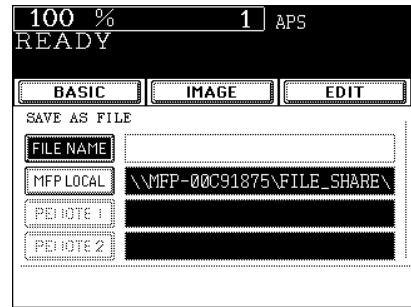 100 % 1 APS
READY
BASIC IMAGE EDIT
SAVE AS FILE
FILE NAME
MFP LOCAL \\MFP-00C91875\FILE_SHARE\
REMOTE 1
REMOTE 2